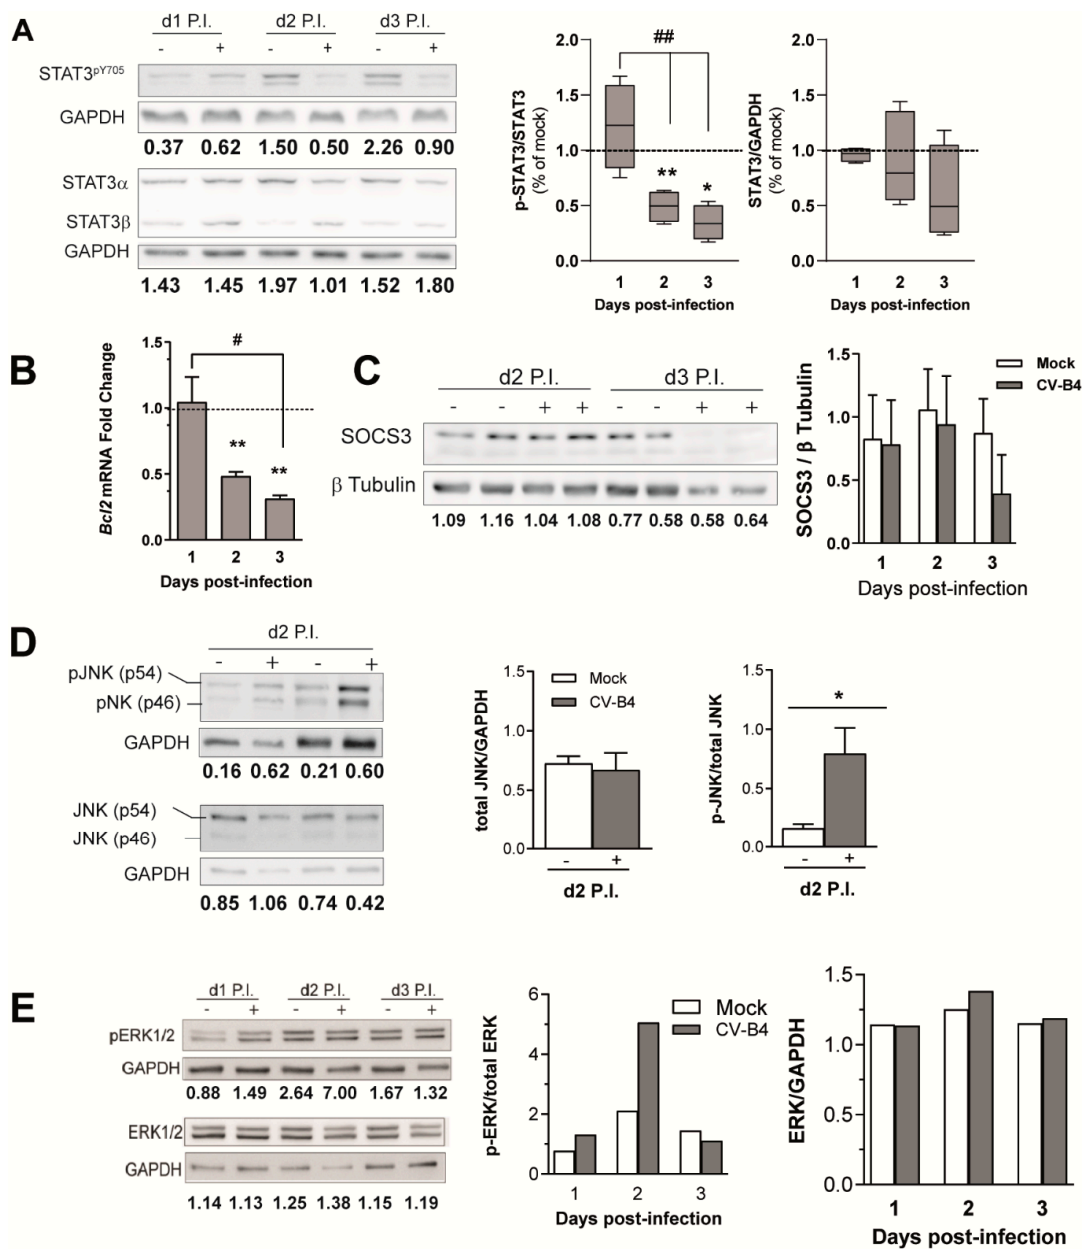 A
d1 P.I. d2 P.I. d3 P.I.
- + - + - +
STAT3pY705
GAPDH
0.37 0.62 1.50 0.50 2.26 0.90
STAT3α
STAT3β
GAPDH
1.43 1.45 1.97 1.01 1.52 1.80
p-STAT3/STAT3
(% of mock)
2.0
1.5
1.0
0.5
0.0
##
**
*
1 2 3
Days post-infection
STAT3/GAPDH
(% of mock)
2.0
1.5
1.0
0.5
0.0
1 2 3
Days post-infection
B
Bcl2 mRNA Fold Change
1.5
1.0
0.5
0.0
#
**
**
1 2 3
Days post-infection
C
d2 P.I. d3 P.I.
- - + + - - + +
SOCS3
β Tubulin
1.09 1.16 1.04 1.08 0.77 0.58 0.58 0.64
SOCS3 / β Tubulin
1.5
1.0
0.5
0.0
Mock
CV-B4
1 2 3
Days post-infection
D
d2 P.I.
- + - +
pJNK (p54)
pNK (p46)
GAPDH
0.16 0.62 0.21 0.60
JNK (p54)
JNK (p46)
GAPDH
0.85 1.06 0.74 0.42
total JNK/GAPDH
1.5
1.0
0.5
0.0
Mock
CV-B4
- +
d2 P.I.
p-JNK/total JNK
1.5
1.0
0.5
0.0
*
- +
d2 P.I.
E
d1 P.I. d2 P.I. d3 P.I.
- + - + - +
pERK1/2
GAPDH
0.88 1.49 2.64 7.00 1.67 1.32
ERK1/2
GAPDH
1.14 1.13 1.25 1.38 1.15 1.19
p-ERK/total ERK
6
4
2
0
Mock
CV-B4
1 2 3
Days post-infection
ERK/GAPDH
1.5
1.0
0.5
0.0
1 2 3
Days post-infection